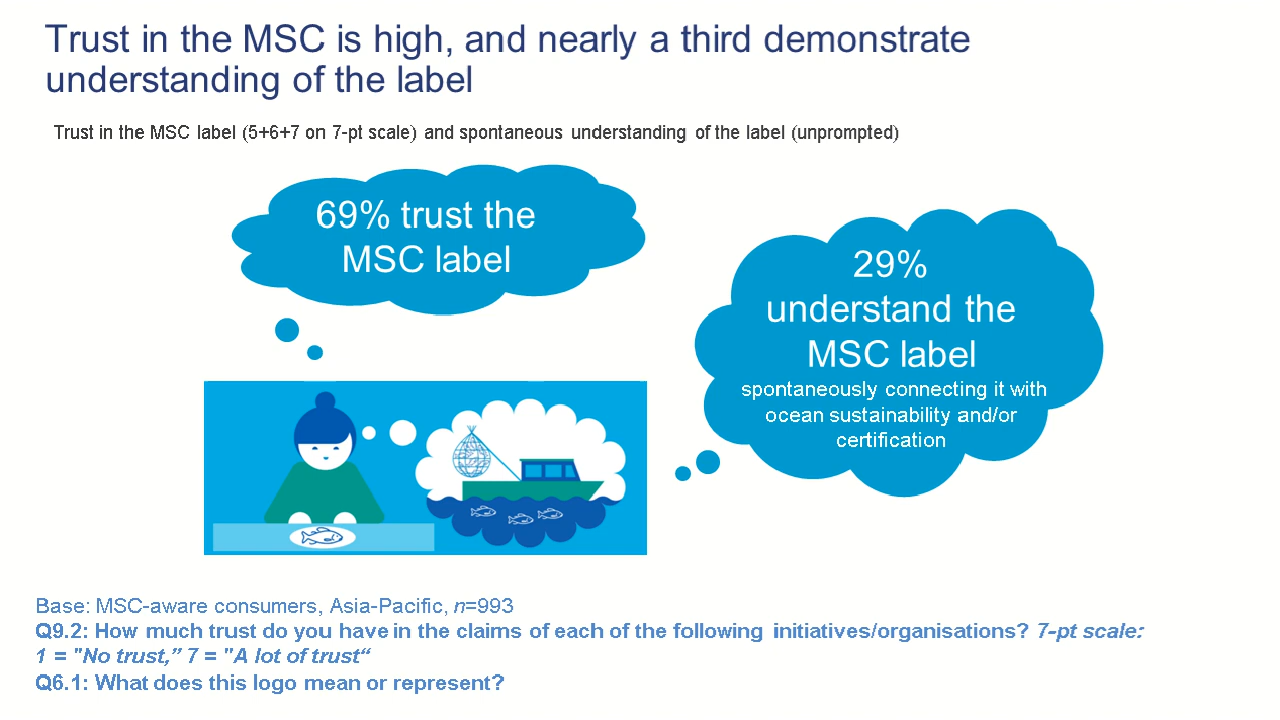 Trust in the MSC is high, and nearly a third demonstrate
understanding of the label
Trust in the MSC label (5+6+7 on 7-pt scale) and spontaneous understanding of the label (unprompted)
69% trust the
MSC label
29%
understand the
MSC label
spontaneously connecting it with
ocean sustainability and/or
certification
Base: MSC-aware consumers, Asia-Pacific, n=993
Q9.2: How much trust do you have in the claims of each of the following initiatives/organisations? 7-pt scale:
1 = "No trust,” 7 = "A lot of trust“
Q6.1: What does this logo mean or represent?